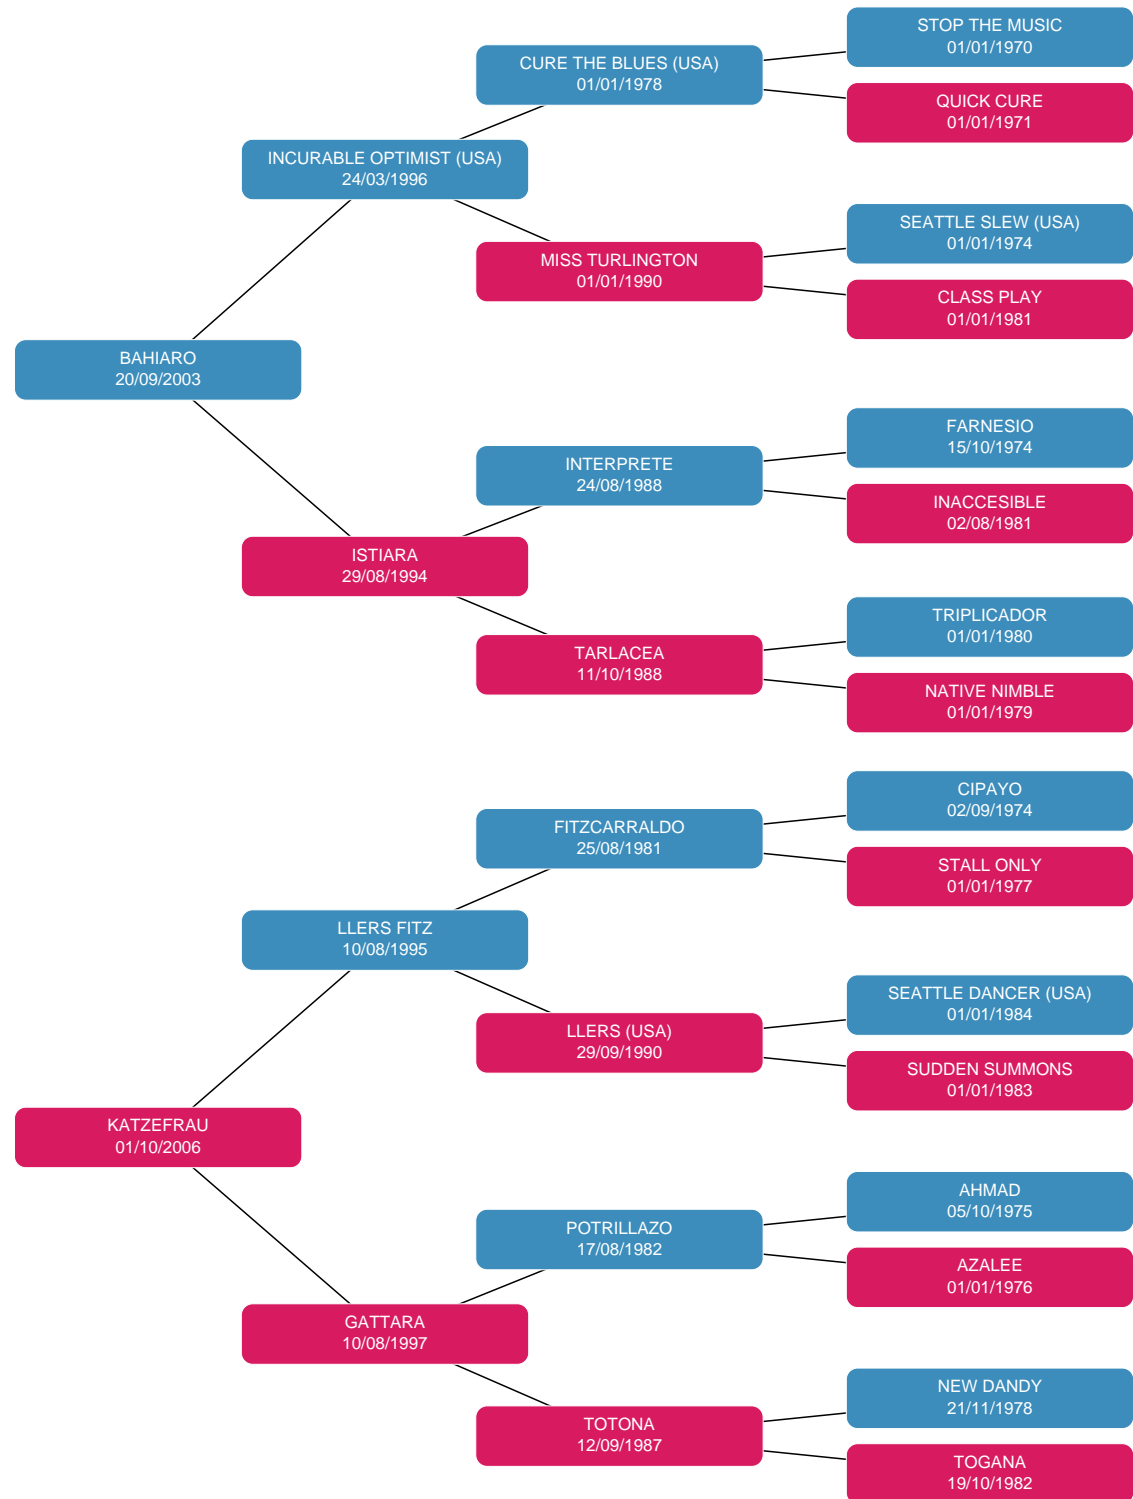 STOP THE MUSIC
01/01/1970
CURE THE BLUES (USA)
01/01/1978
QUICK CURE
01/01/1971
INCURABLE OPTIMIST (USA)
24/03/1996
SEATTLE SLEW (USA)
01/01/1974
MISS TURLINGTON
01/01/1990
CLASS PLAY
01/01/1981
BAHIARO
20/09/2003
FARNESIO
15/10/1974
INTERPRETE
24/08/1988
INACCESIBLE
02/08/1981
ISTIARA
29/08/1994
TRIPLICADOR
01/01/1980
TARLACEA
11/10/1988
NATIVE NIMBLE
01/01/1979
CIPAYO
02/09/1974
FITZCARRALDO
25/08/1981
STALL ONLY
01/01/1977
LLERS FITZ
10/08/1995
SEATTLE DANCER (USA)
01/01/1984
LLERS (USA)
29/09/1990
SUDDEN SUMMONS
01/01/1983
KATZEFRAU
01/10/2006
AHMAD
05/10/1975
POTRILLAZO
17/08/1982
AZALEE
01/01/1976
GATTARA
10/08/1997
NEW DANDY
21/11/1978
TOTONA
12/09/1987
TOGANA
19/10/1982